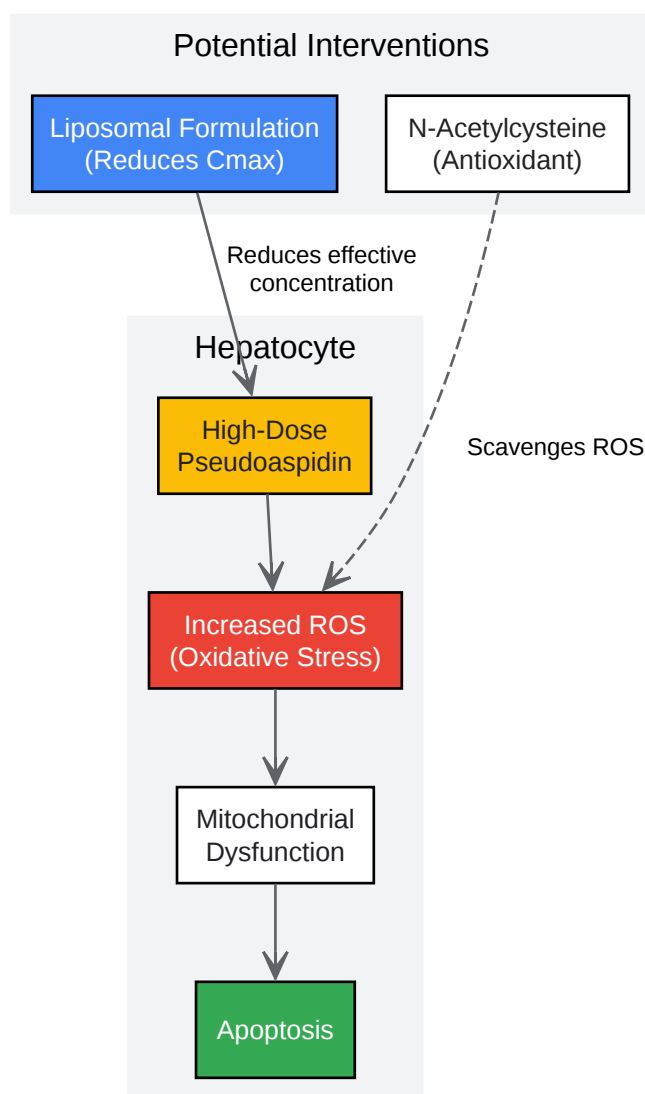 Potential Interventions
Liposomal Formulation
(Reduces Cmax)
N-Acetylcysteine
(Antioxidant)
Reduces effective
concentration
Hepatocyte
High-Dose
Pseudoaspidin
Scavenges ROS
Increased ROS
(Oxidative Stress)
Mitochondrial
Dysfunction
Apoptosis